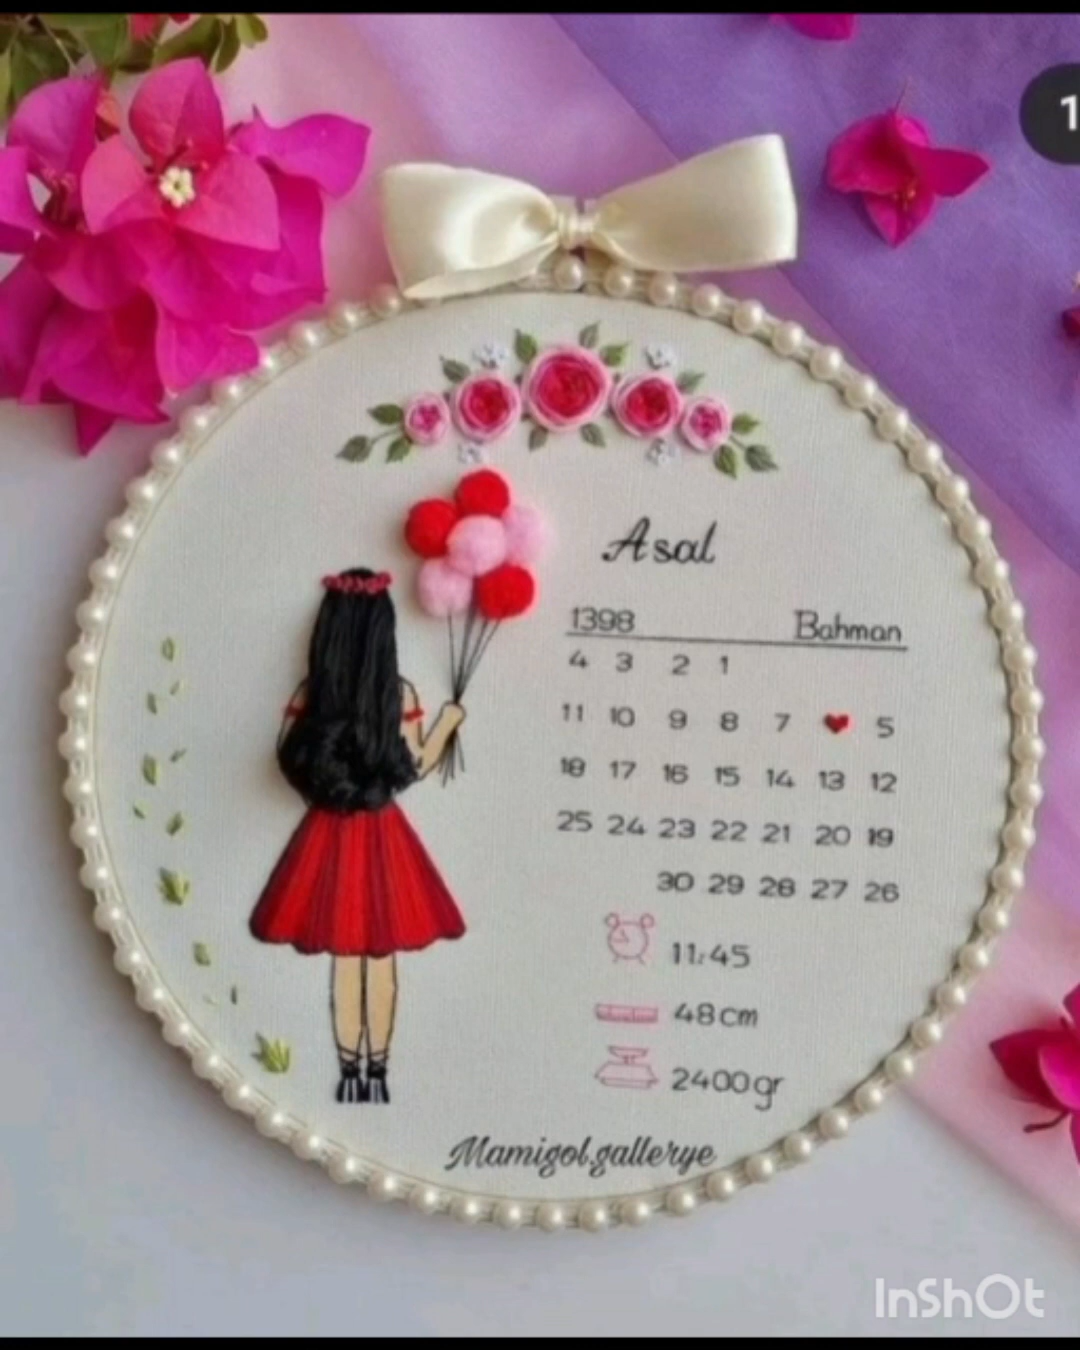 1
Asal
1398 Bahman
4 3 2 1
11 10 9 8 7 5
18 17 16 15 14 13 12
25 24 23 22 21 20 19
30 29 28 27 26
11:45
48cm
2400gr
Mamigol.gallerye
InShOt